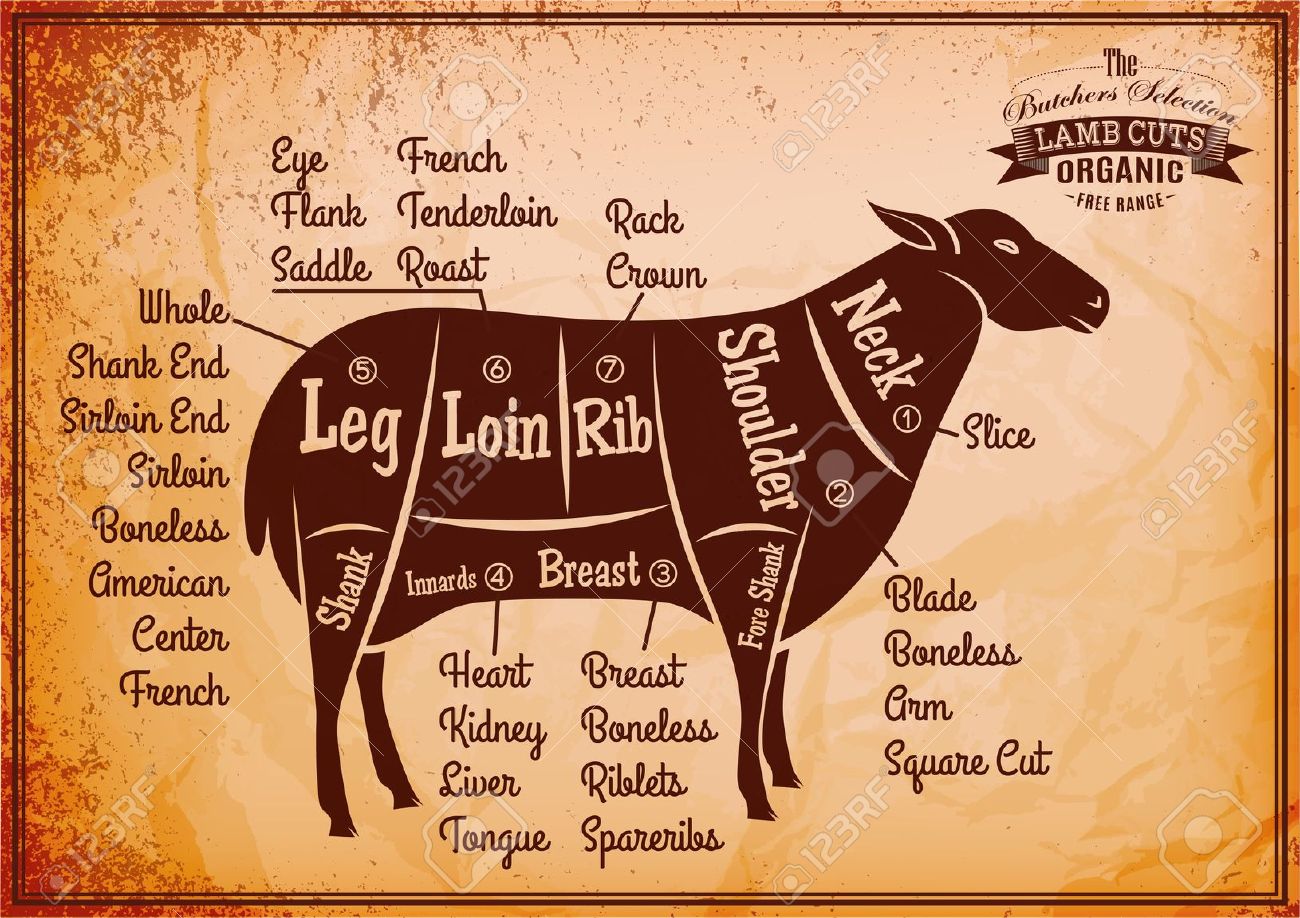 The
Butchers Selection
LAMB CUTS
ORGANIC
FREE RANGE
Eye French
Flank Tenderloin
Saddle Roast
Rack
Crown
Whole
Shank End
Sirloin End
Sirloin
Boneless
American
Center
French
5
Leg
6
Loin
7
Rib
Shoulder
2
Neck
1
Slice
Shank
Innards 4
Breast 3
Fore Shank
Heart
Kidney
Liver
Tongue
Breast
Boneless
Riblets
Spareribs
Blade
Boneless
Arm
Square Cut
123RF